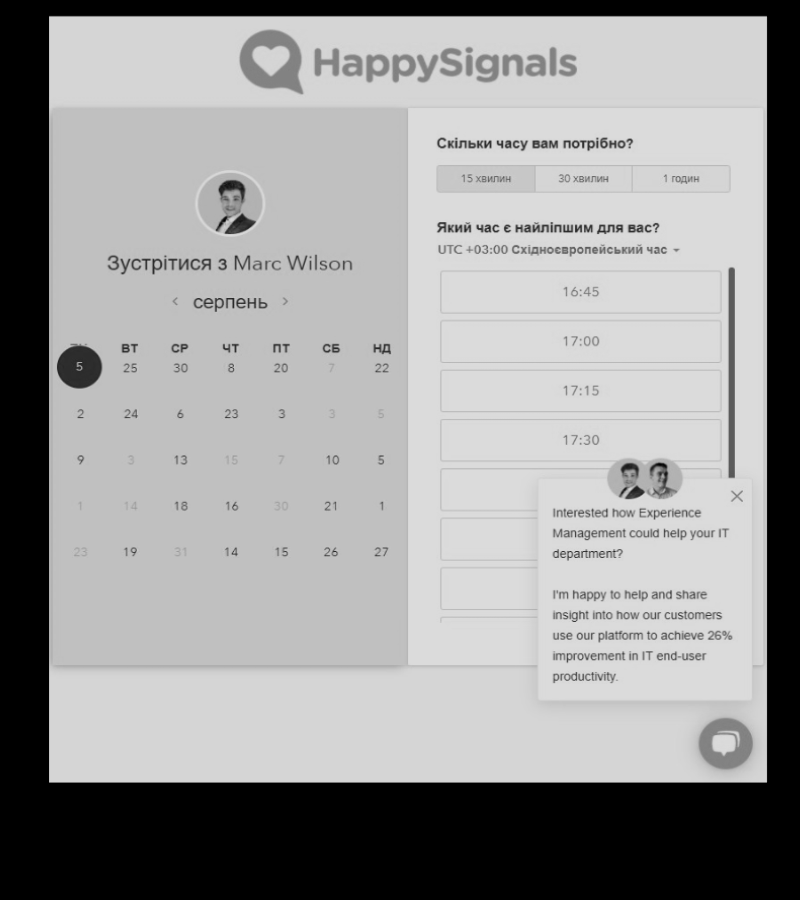 HappySignals
Зустрітися з Marc Wilson
серпень
ВТ СР ЧТ ПТ СБ НД
5 25 30 8 20 7 22
2 24 6 23 3 3 5
9 3 13 15 7 10 5
1 14 18 16 30 21 1
23 19 31 14 15 26 27
Скільки часу вам потрібно?
15 хвилин 30 хвилин 1 годин
Який час є найліпшим для вас?
UTC +03:00 Східноєвропейський час
16:45
17:00
17:15
17:30
Interested how Experience
Management could help your IT
department?
I'm happy to help and share
insight into how our customers
use our platform to achieve 26%
improvement in IT end-user
productivity.